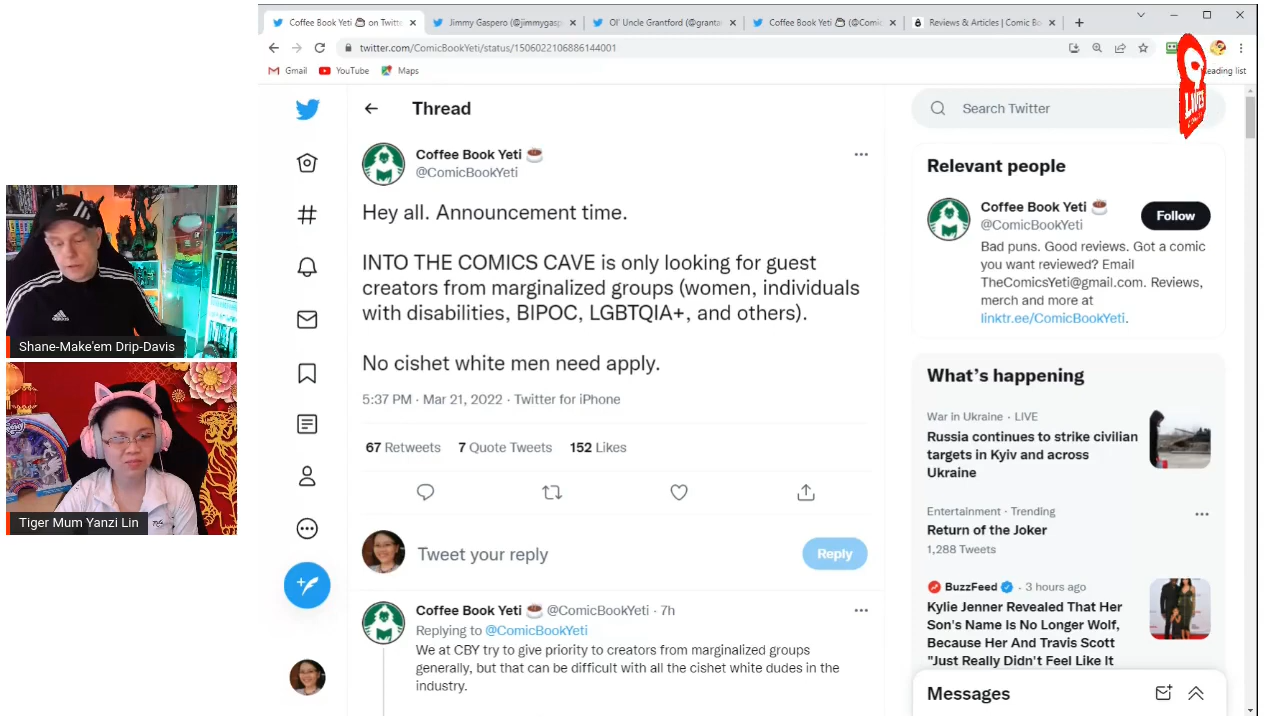 Coffee Book Yeti on Twitte
Jimmy Gaspero (@jimmygasp
Ol' Uncle Grantford (@granta
Coffee Book Yeti (@Comic
Reviews & Articles | Comic Bo
twitter.com/ComicBookYeti/status/1506022106886144001
Gmail YouTube Maps
eading list
LIVES
Thread
Search Twitter
Coffee Book Yeti
@ComicBookYeti
Hey all. Announcement time.
INTO THE COMICS CAVE is only looking for guest
creators from marginalized groups (women, individuals
with disabilities, BIPOC, LGBTQIA+, and others).
No cishet white men need apply.
5:37 PM · Mar 21, 2022 · Twitter for iPhone
67 Retweets 7 Quote Tweets 152 Likes
Tweet your reply
Reply
Coffee Book Yeti @ComicBookYeti · 7h
Replying to @ComicBookYeti
We at CBY try to give priority to creators from marginalized groups
generally, but that can be difficult with all the cishet white dudes in the
industry.
Relevant people
Coffee Book Yeti
@ComicBookYeti
Follow
Bad puns. Good reviews. Got a comic
you want reviewed? Email
TheComicsYeti@gmail.com. Reviews,
merch and more at
linktr.ee/ComicBookYeti.
What's happening
War in Ukraine · LIVE
Russia continues to strike civilian
targets in Kyiv and across
Ukraine
Entertainment · Trending
Return of the Joker
1,288 Tweets
BuzzFeed · 3 hours ago
Kylie Jenner Revealed That Her
Son's Name Is No Longer Wolf,
Because Her And Travis Scott
"Just Really Didn't Feel Like It
Messages
adidas
Shane-Make'em Drip-Davis
Tiger Mum Yanzi Lin